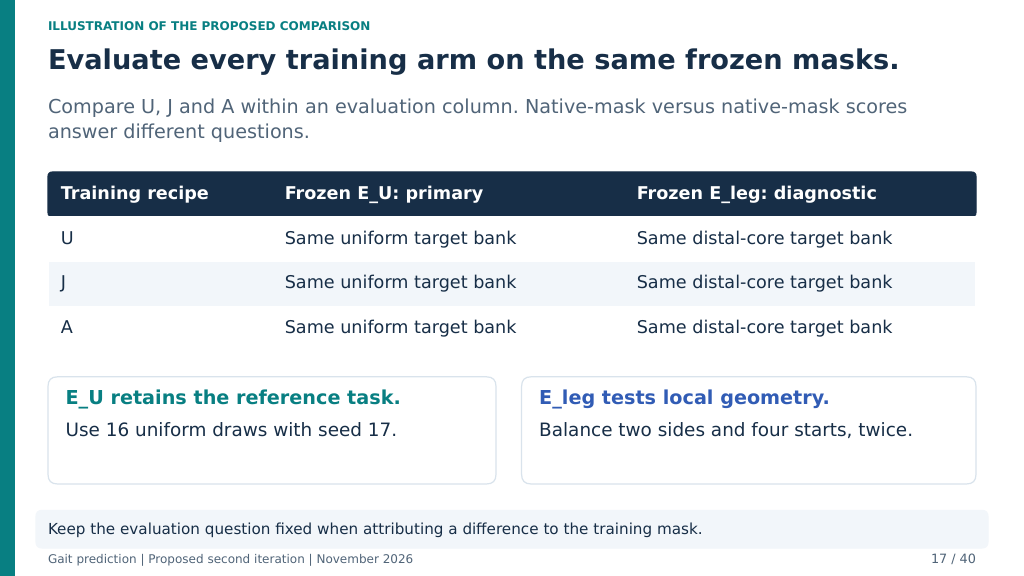 ILLUSTRATION OF THE PROPOSED COMPARISON
Evaluate every training arm on the same frozen masks.
Compare U, J and A within an evaluation column. Native-mask versus native-mask scores
answer different questions.
Training recipe Frozen E_U: primary Frozen E_leg: diagnostic
U Same uniform target bank Same distal-core target bank
J Same uniform target bank Same distal-core target bank
A Same uniform target bank Same distal-core target bank
E_U retains the reference task.
Use 16 uniform draws with seed 17.
E_leg tests local geometry.
Balance two sides and four starts, twice.
Keep the evaluation question fixed when attributing a difference to the training mask.
Gait prediction | Proposed second iteration | November 2026 17 / 40